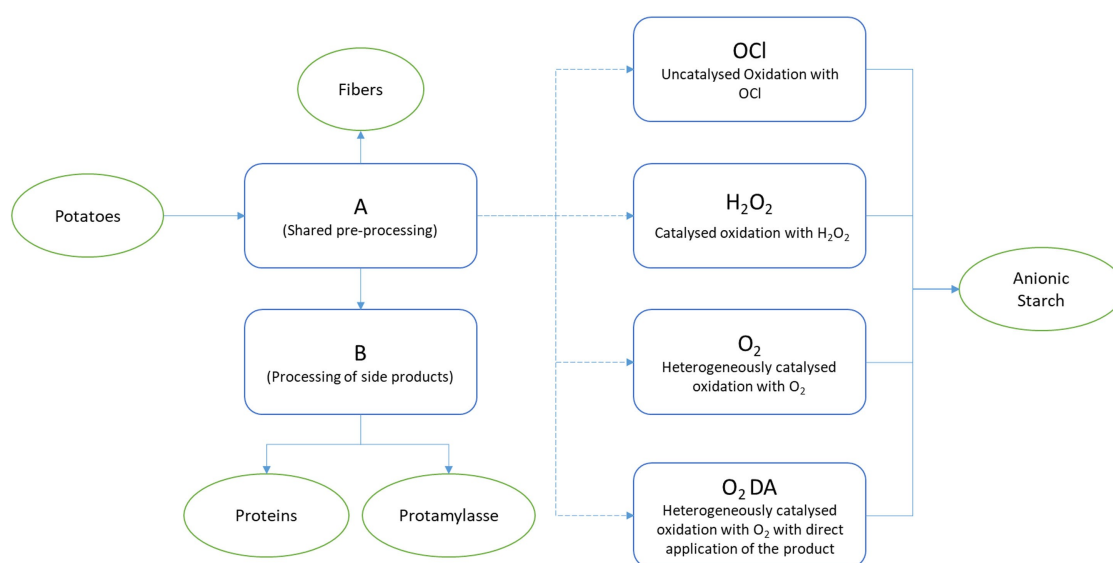 Fibers
Potatoes
A
(Shared pre-processing)
B
(Processing of side products)
Proteins
Protamylasse
OCl
Uncatalysed Oxidation with
OCl
H₂O₂
Catalysed oxidation with H₂O₂
O₂
Heterogeneously catalysed
oxidation with O₂
O₂ DA
Heterogeneously catalysed
oxidation with O₂ with direct
application of the product
Anionic
Starch